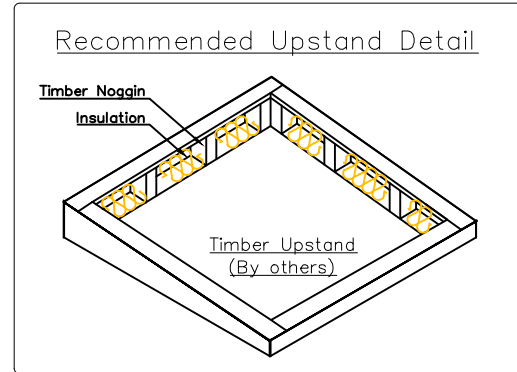 Recommended Upstand Detail
Timber Noggin
Insulation
Timber Upstand
(By others)